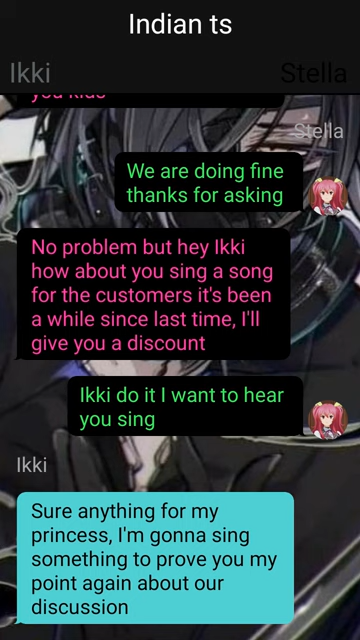 Indian ts
Ikki
Stella
you kids
Stella
We are doing fine
thanks for asking
No problem but hey Ikki
how about you sing a song
for the customers it's been
a while since last time, I'll
give you a discount
Ikki do it I want to hear
you sing
Ikki
Sure anything for my
princess, I'm gonna sing
something to prove you my
point again about our
discussion